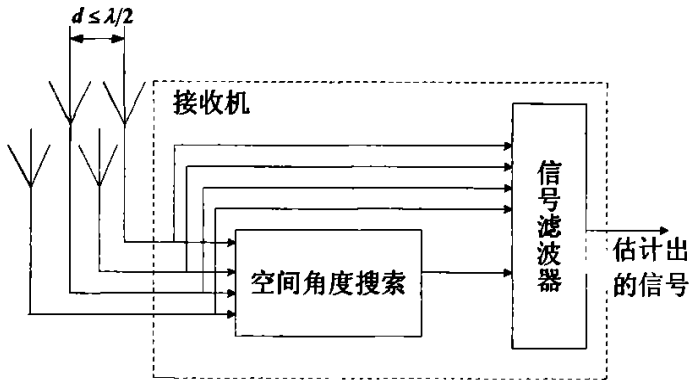 d ≤ λ/2
接收机
信号滤波器
空间角度搜索
估计出
的信号